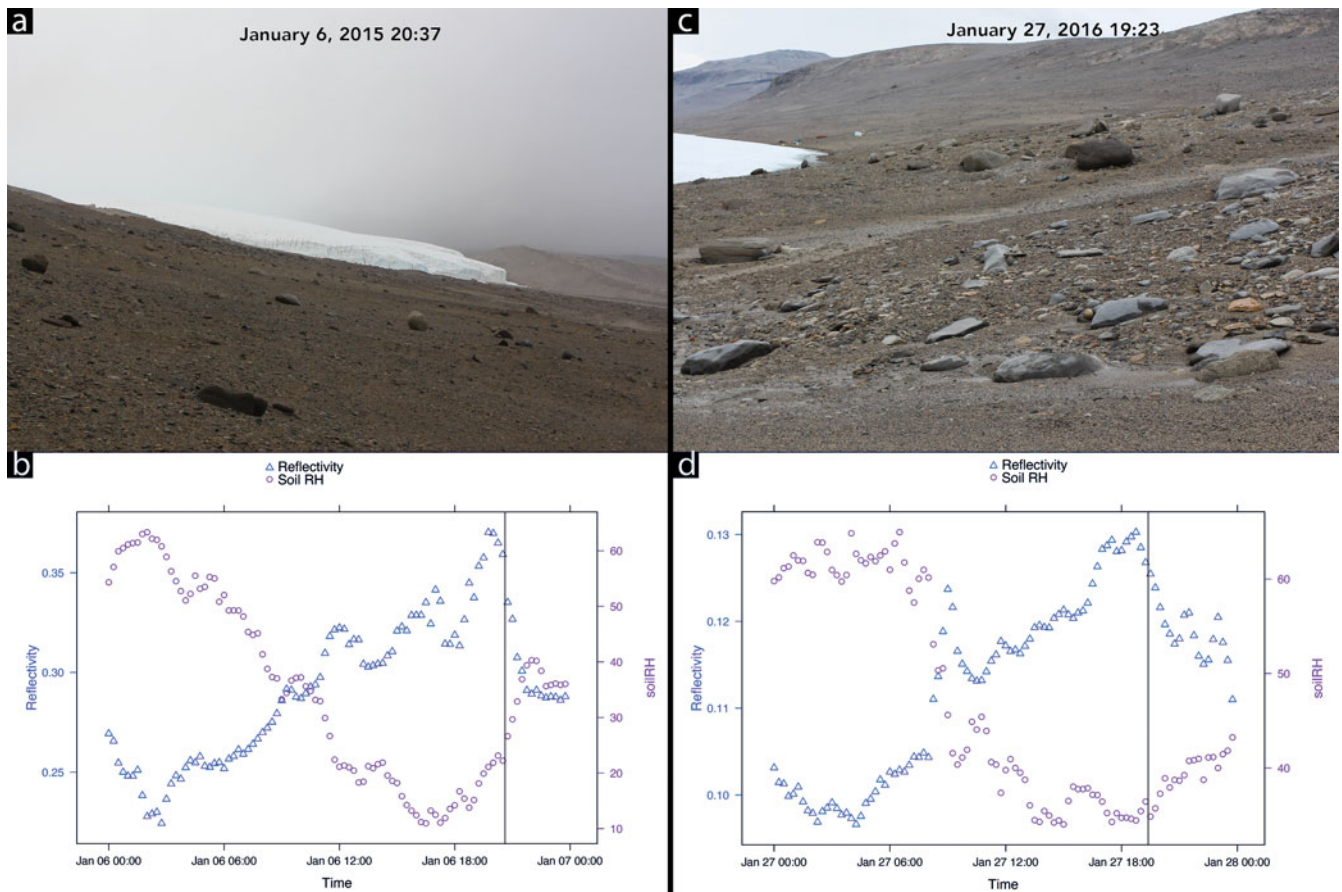 a
January 6, 2015 20:37
c
January 27, 2016 19:23
b
Reflectivity
Soil RH
Reflectivity
0.35
0.30
0.25
60
50
40
30
20
10
soilRH
Jan 06 00:00
Jan 06 06:00
Jan 06 12:00
Jan 06 18:00
Jan 07 00:00
Time
d
Reflectivity
Soil RH
Reflectivity
0.13
0.12
0.11
0.10
60
50
40
soilRH
Jan 27 00:00
Jan 27 06:00
Jan 27 12:00
Jan 27 18:00
Jan 28 00:00
Time